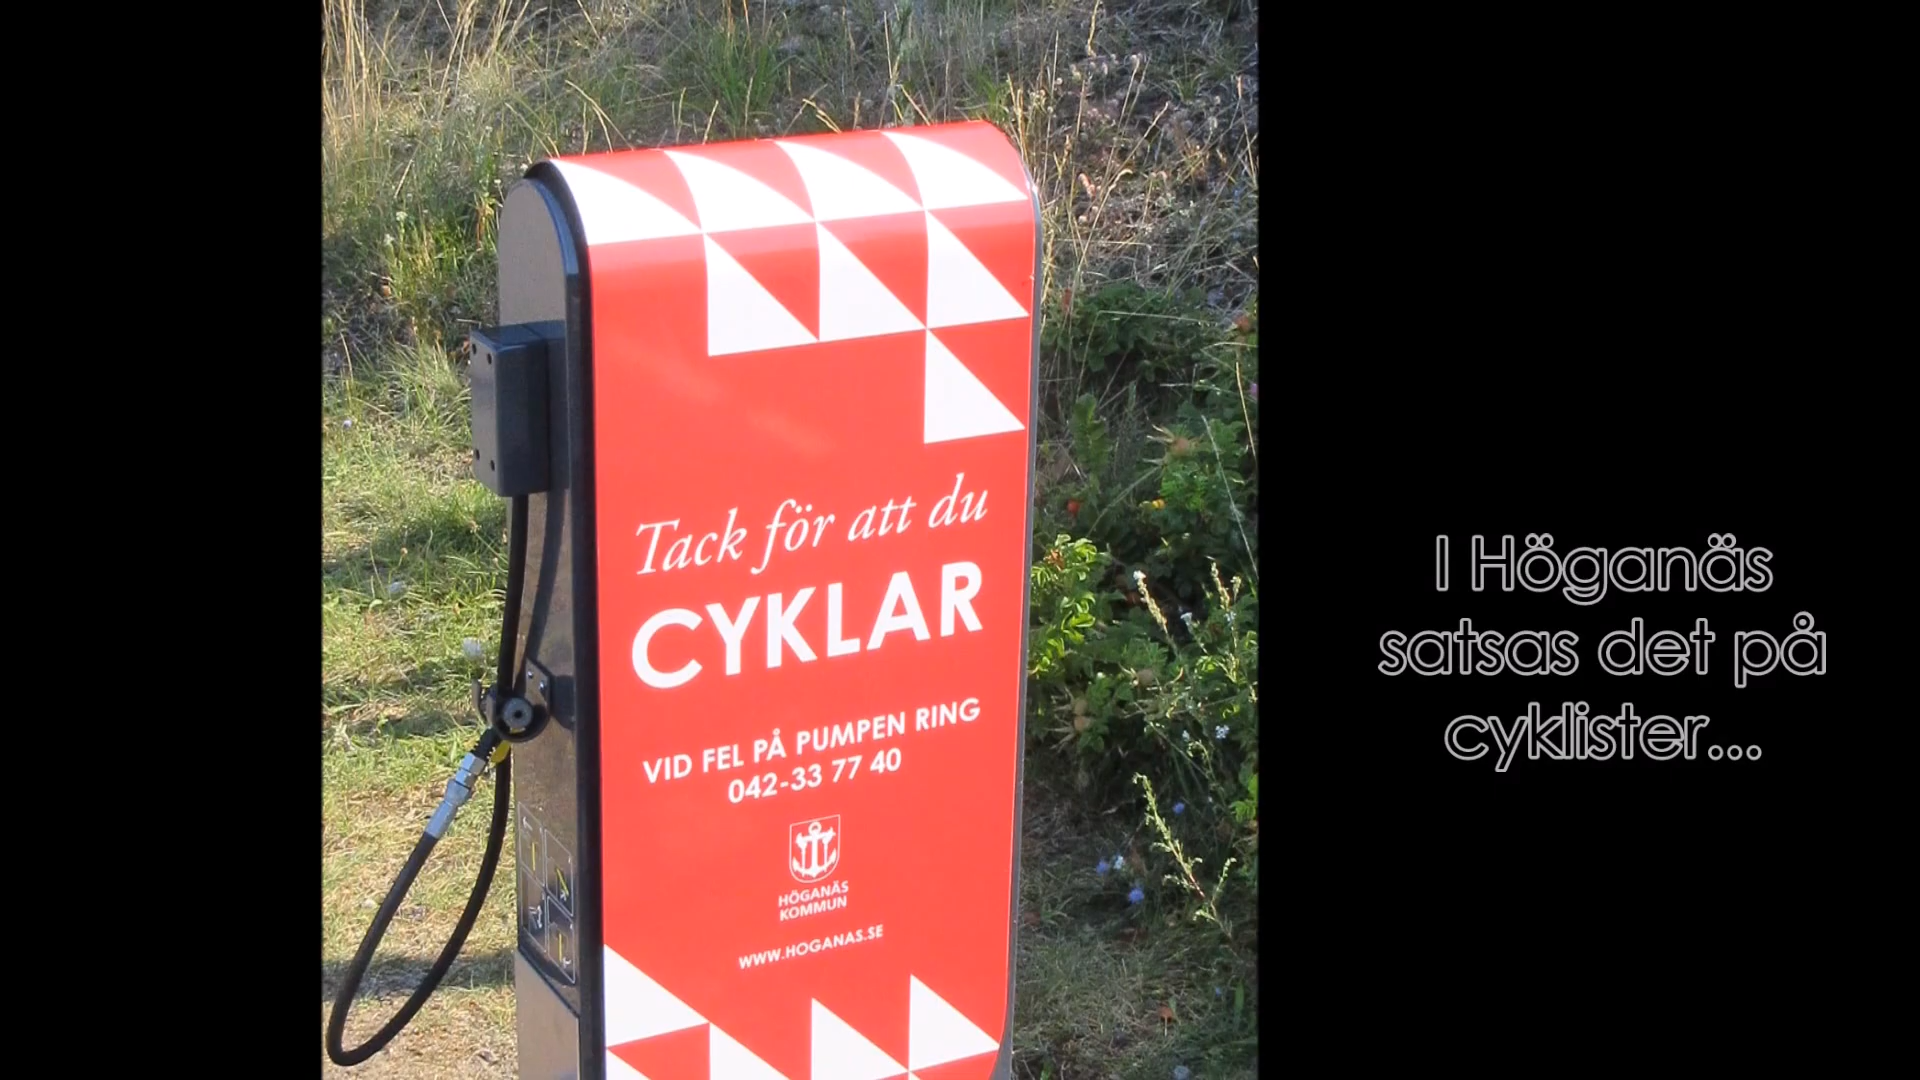 Tack för att du
CYKLAR
VID FEL PÅ PUMPEN RING
042-33 77 40
HÖGANÄS
KOMMUN
WWW.HOGANAS.SE
I Höganäs
satsas det på
cyklister...